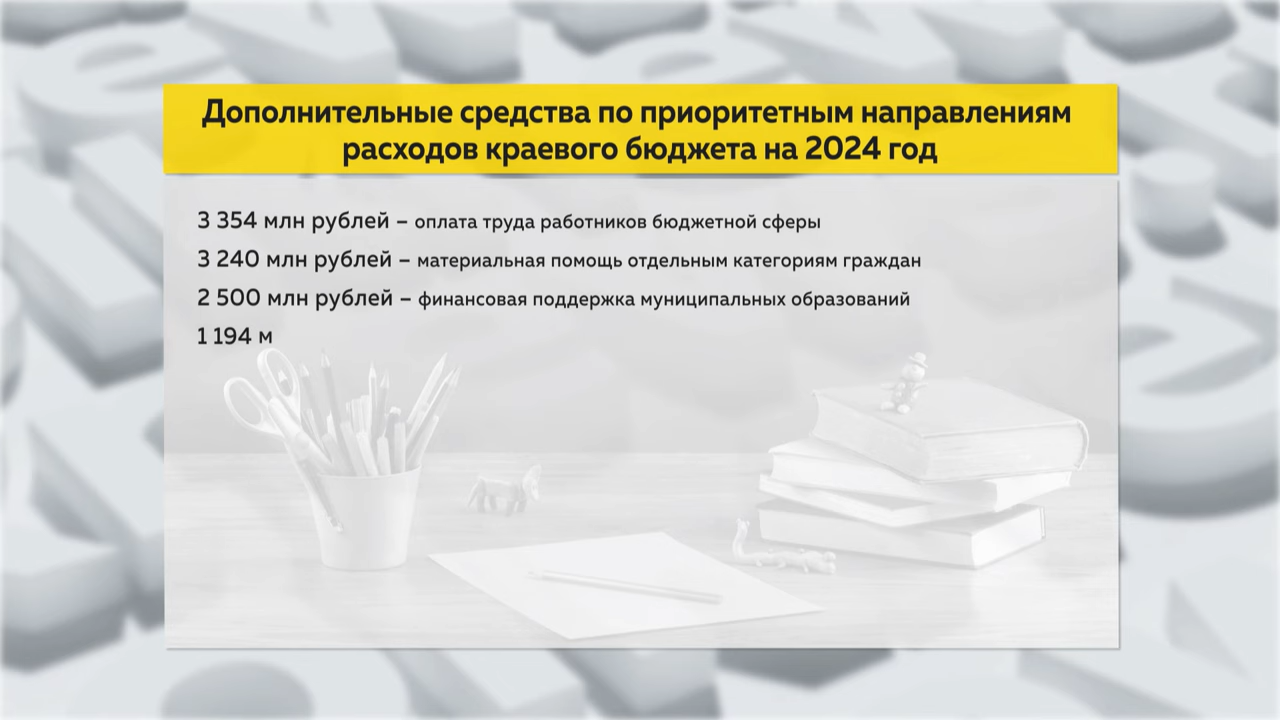 Дополнительные средства по приоритетным направлениям
расходов краевого бюджета на 2024 год
3 354 млн рублей – оплата труда работников бюджетной сферы
3 240 млн рублей – материальная помощь отдельным категориям граждан
2 500 млн рублей – финансовая поддержка муниципальных образований
1 194 м